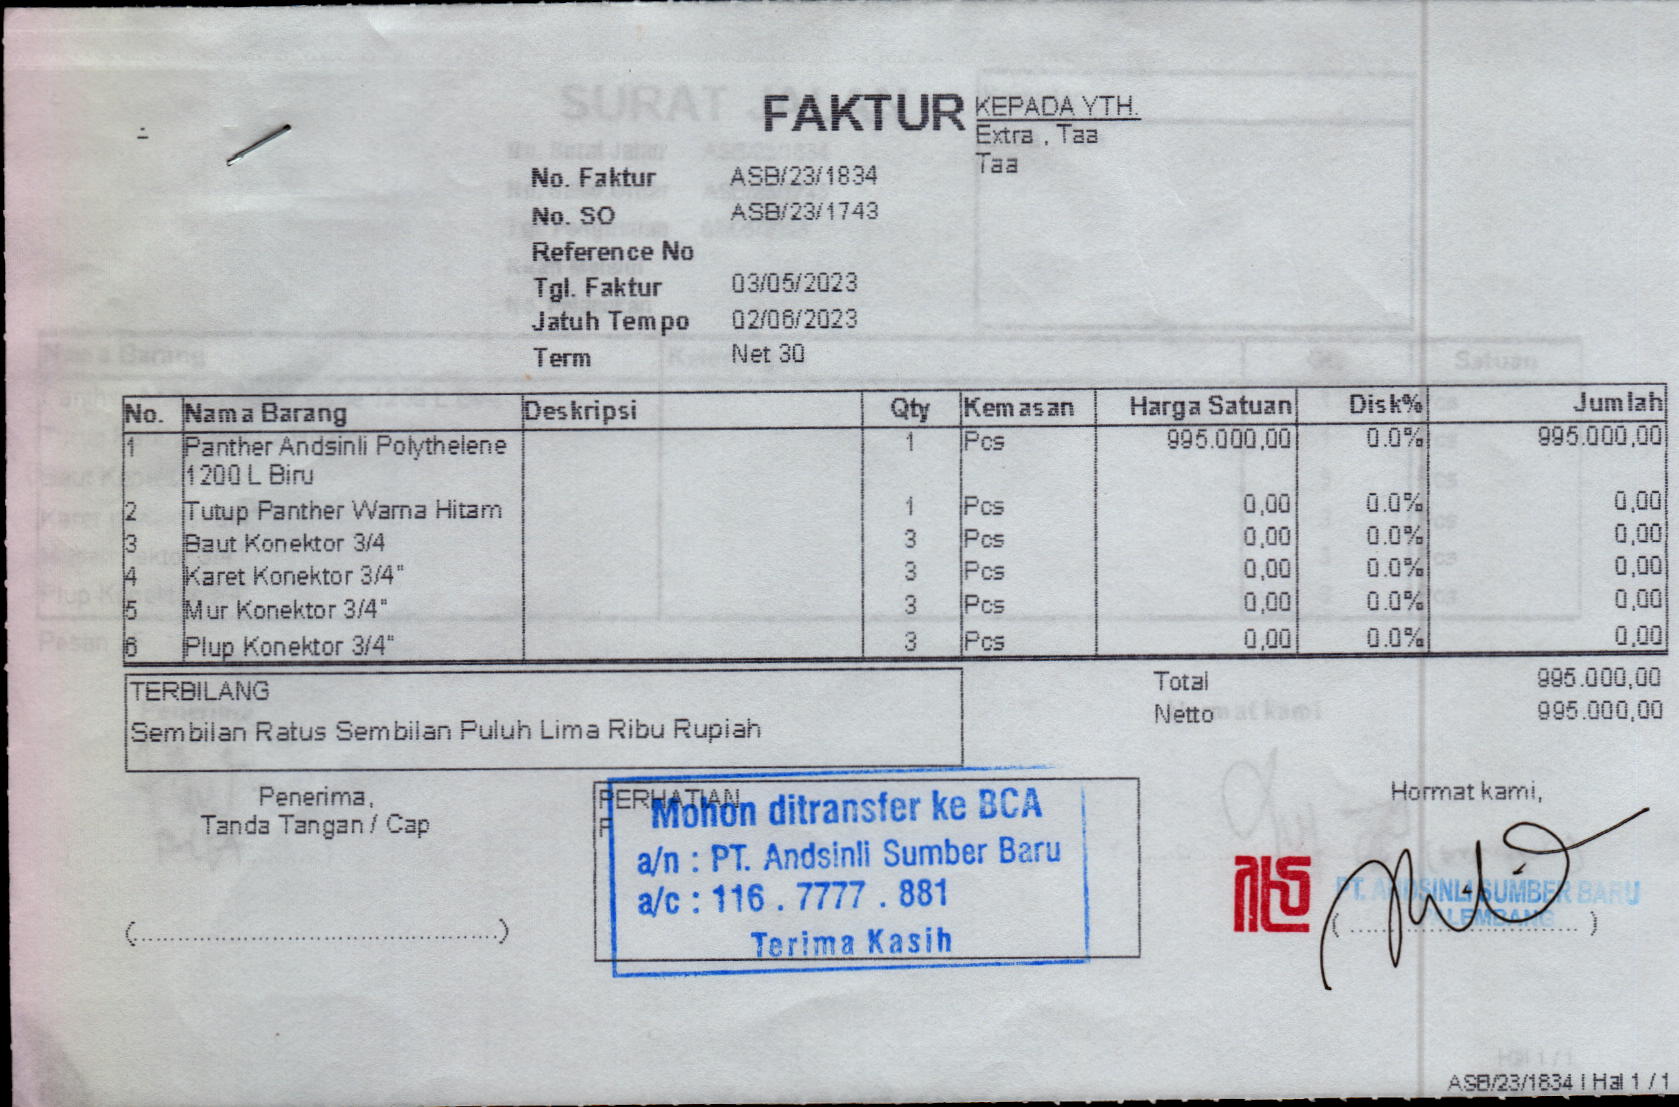 FAKTUR
KEPADA YTH.
Extra , Taa
Taa
No. Faktur ASB/23/1834
No. SO ASB/23/1743
Reference No
Tgl. Faktur 03/05/2023
Jatuh Tempo 02/06/2023
Term Net 30
No. Nama Barang Deskripsi Qty Kemasan Harga Satuan Disk% Jumlah
1 Panther Andsinli Polythelene 1 Pcs 995.000,00 0.0% 995.000,00
1200 L Biru
2 Tutup Panther Warna Hitam 1 Pcs 0,00 0.0% 0,00
3 Baut Konektor 3/4 3 Pcs 0,00 0.0% 0,00
4 Karet Konektor 3/4" 3 Pcs 0,00 0.0% 0,00
5 Mur Konektor 3/4" 3 Pcs 0,00 0.0% 0,00
6 Plup Konektor 3/4" 3 Pcs 0,00 0.0% 0,00
TERBILANG
Sembilan Ratus Sembilan Puluh Lima Ribu Rupiah
Total 995.000,00
Netto 995.000,00
Penerima,
Tanda Tangan / Cap
(..........................................)
PERHATIAN
Mohon ditransfer ke BCA
a/n : PT. Andsinli Sumber Baru
a/c : 116 . 7777 . 881
Terima Kasih
Hormat kami,
PT. ANDSINLI SUMBER BARU
PALEMBANG
(..............................)
ASB/23/1834 | Hal 1 / 1